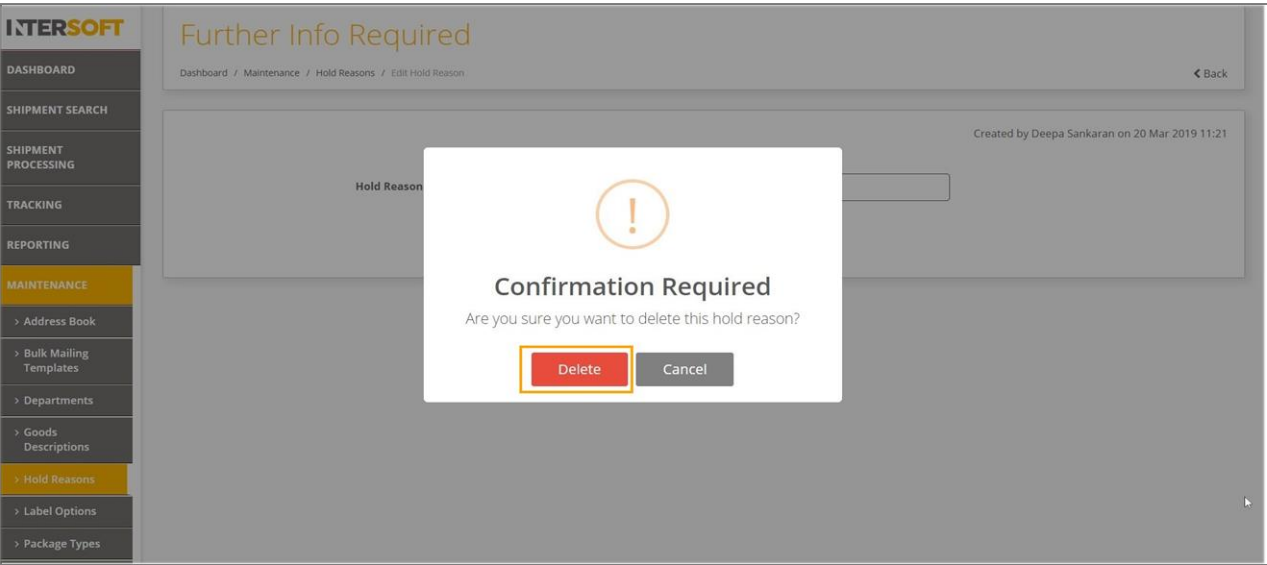 INTERSOFT
DASHBOARD
SHIPMENT SEARCH
SHIPMENT
PROCESSING
TRACKING
REPORTING
MAINTENANCE
> Address Book
> Bulk Mailing
Templates
> Departments
> Goods
Descriptions
> Hold Reasons
> Label Options
> Package Types
Further Info Required
Dashboard / Maintenance / Hold Reasons / Edit Hold Reason
< Back
Created by Deepa Sankaran on 20 Mar 2019 11:21
Hold Reason
!
Confirmation Required
Are you sure you want to delete this hold reason?
Delete
Cancel